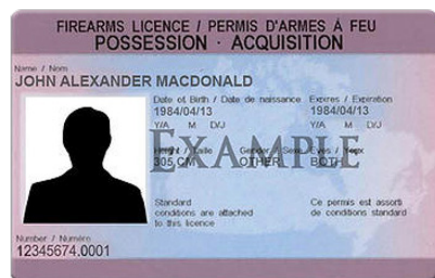 FIREARMS LICENCE / PERMIS D'ARMES À FEU
POSSESSION · ACQUISITION
Name / Nom
JOHN ALEXANDER MACDONALD
Date of Birth / Date de naissance Expires / Expiration
1984/04/13 1984/04/13
Y/A M D/J Y/A M D/J
EXAMPLE
Height / Taille Gender / Sexe Eyes / Yeux
305 CM OTHER BOTH
Standard Ce permis est assorti
conditions are attached de conditions standard
to this licence
Number / Numéro
12345674.0001